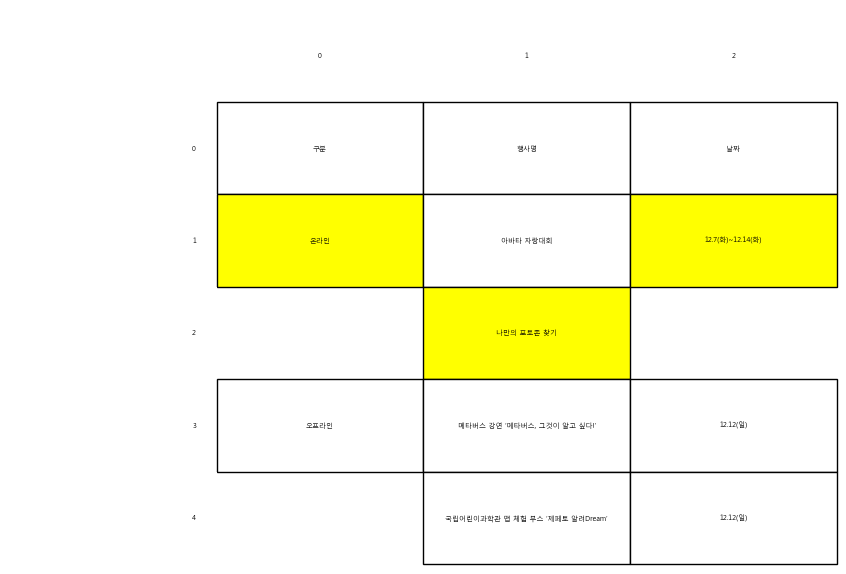 0 1 2
0 구분 행사명 날짜
1 온라인 아바타 자랑대회 12.7(화)~12.14(화)
2 나만의 포토존 찾기
3 오프라인 메타버스 강연 '메타버스, 그것이 알고 싶다!' 12.12(일)
4 국립어린이과학관 맵 체험 부스 '제페토 알려Dream' 12.12(일)